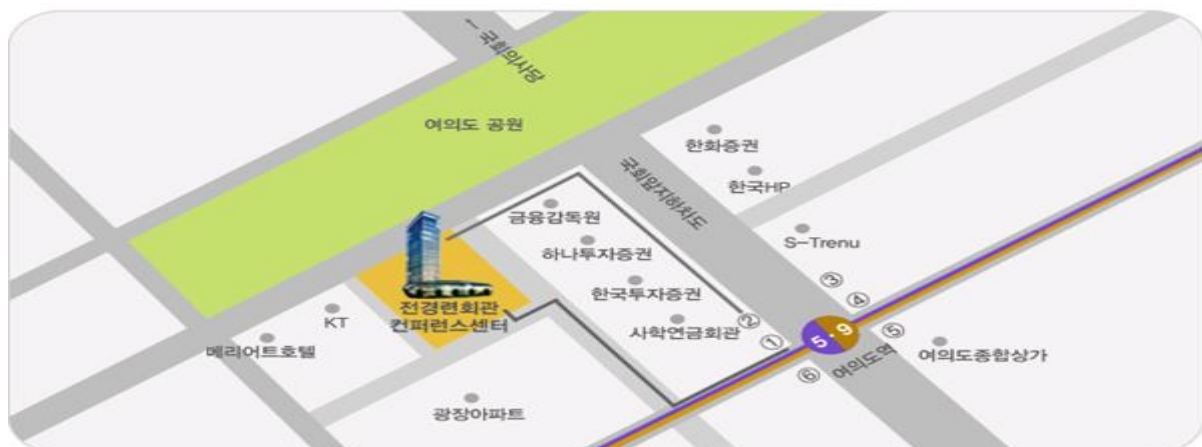 ← 국회의사당
여의도 공원
한화증권
국회앞지하차도
한국HP
금융감독원
S-Trenu
하나투자증권
한국투자증권
③
④
전경련회관
컨퍼런스센터
KT
사학연금회관
②
①
5·9
⑤
메리어트호텔
여의도역
여의도종합상가
⑥
광장아파트